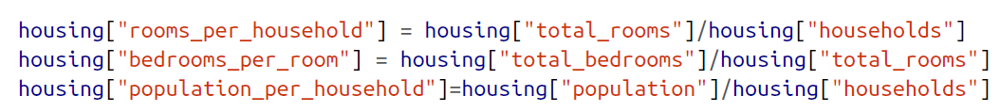 housing["rooms_per_household"] = housing["total_rooms"]/housing["households"]
housing["bedrooms_per_room"] = housing["total_bedrooms"]/housing["total_rooms"]
housing["population_per_household"]=housing["population"]/housing["households"]